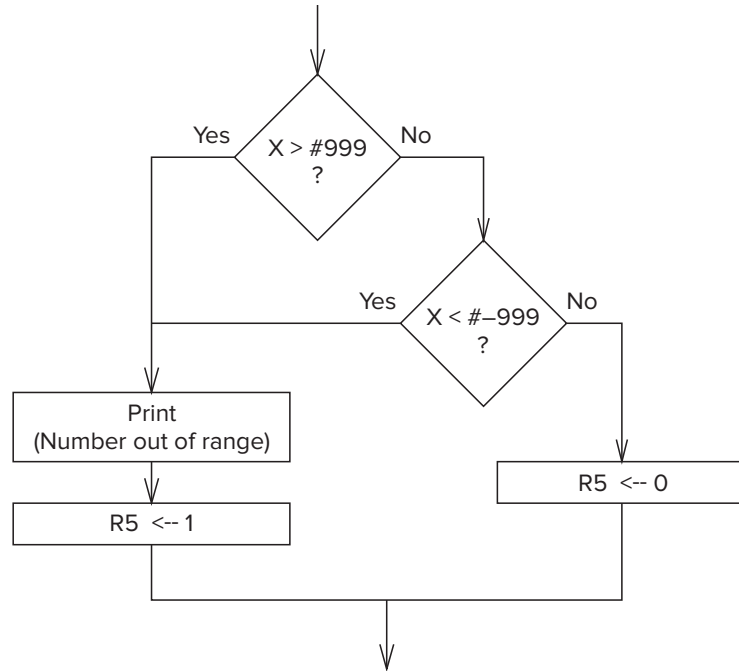 Yes
No
X > #999
?
Yes
No
X < #–999
?
Print
(Number out of range)
R5 <-- 0
R5 <-- 1